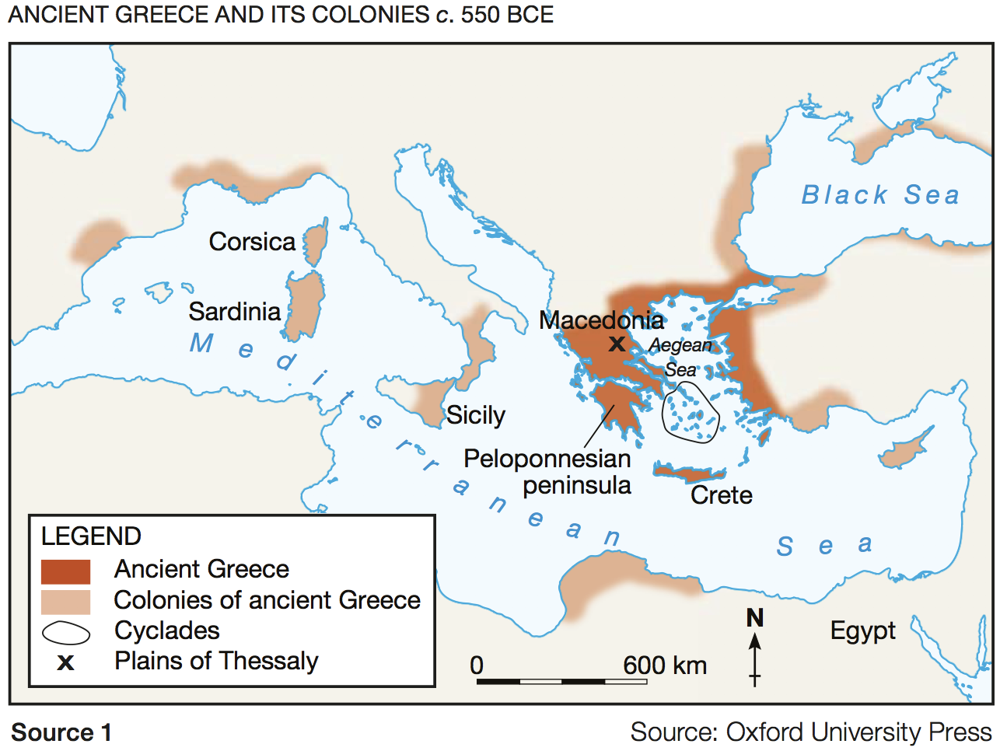 ANCIENT GREECE AND ITS COLONIES c. 550 BCE
Black Sea
Corsica
Sardinia
Macedonia
x
Aegean
Sea
Mediterranean
Sicily
Peloponnesian
peninsula
Crete
Sea
LEGEND
Ancient Greece
Colonies of ancient Greece
Cyclades
x Plains of Thessaly
N
Egypt
0 600 km
Source 1
Source: Oxford University Press